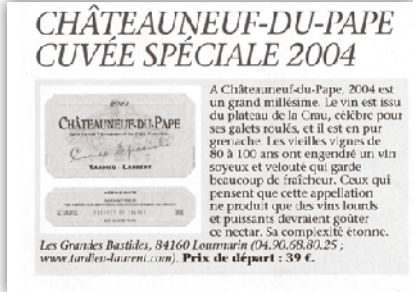 CHÂTEAUNEUF-DU-PAPE
CUVÉE SPÉCIALE 2004
CHÂTEAUNEUF-DU-PAPE
Cuvée Spéciale
TARDIEU - LAURENT
A Châteauneuf-du-Pape, 2004 est
un grand millésime. Le vin est issu
du plateau de la Crau, célèbre pour
ses galets roulés, et il est en pur
grenache. Les vieilles vignes de
80 à 100 ans ont engendré un vin
soyeux et velouté qui garde
beaucoup de fraîcheur. Ceux qui
pensent que cette appellation
ne produit que des vins lourds
et puissants devraient goûter
ce nectar. Sa complexité étonne.
Les Grandes Bastides, 84160 Lourmarin (04.90.68.80.25 ;
www.tardieu-laurent.com). Prix de départ : 39 €.